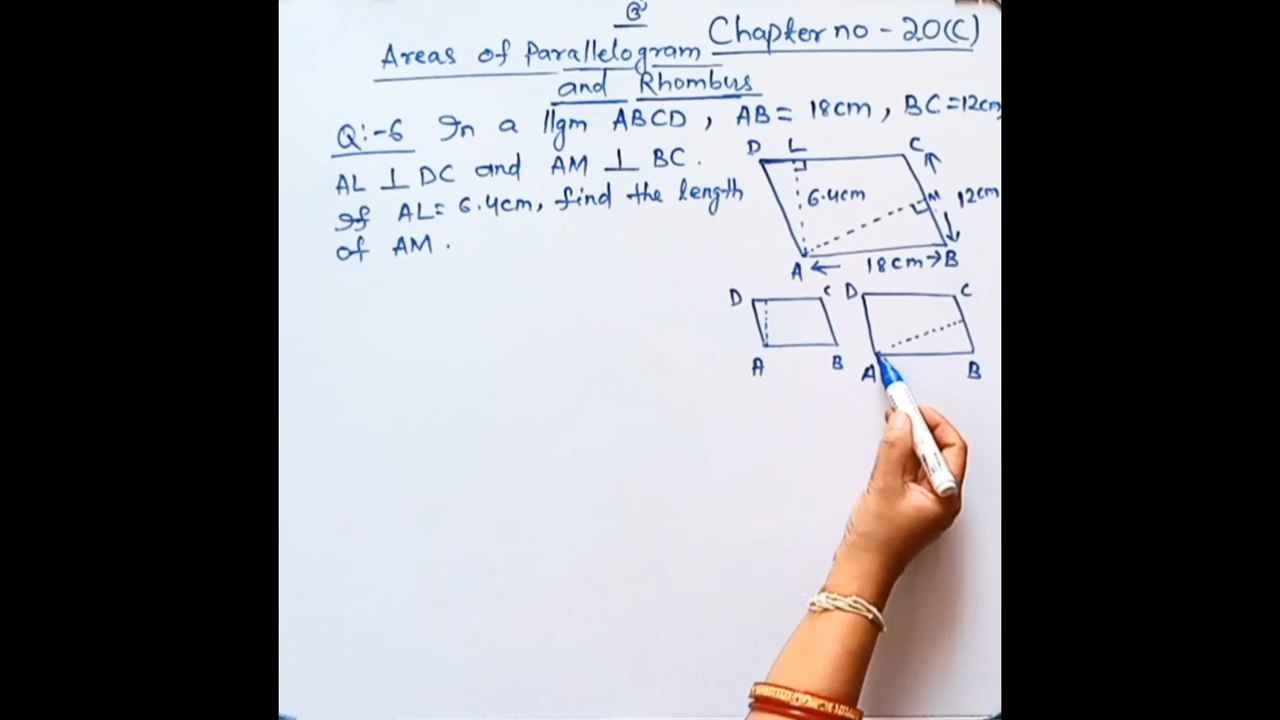 Chapter no - 20(C)
Areas of Parallelogram
and Rhombus
Q:-6 In a llgm ABCD, AB= 18cm, BC=12cm,
AL ⊥ DC and AM ⊥ BC.
If AL= 6.4cm, find the length
of AM.
D L C
6.4cm
M 12cm
A ← 18cm→B
D C D C
A B A B